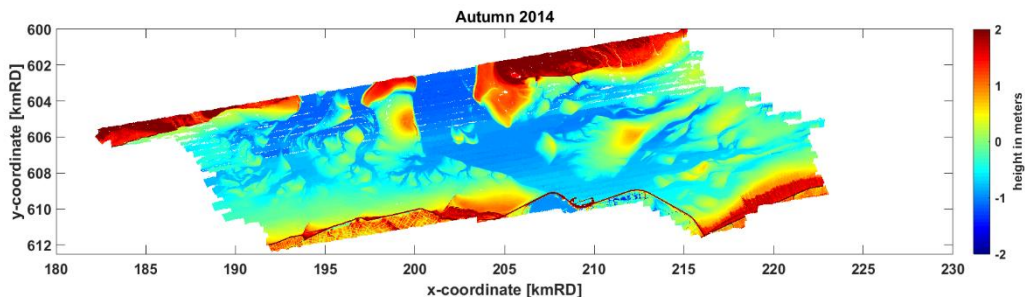 Autumn 2014
600
602
604
606
608
610
612
y-coordinate [kmRD]
180 185 190 195 200 205 210 215 220 225 230
x-coordinate [kmRD]
2
1
0
-1
-2
height in meters